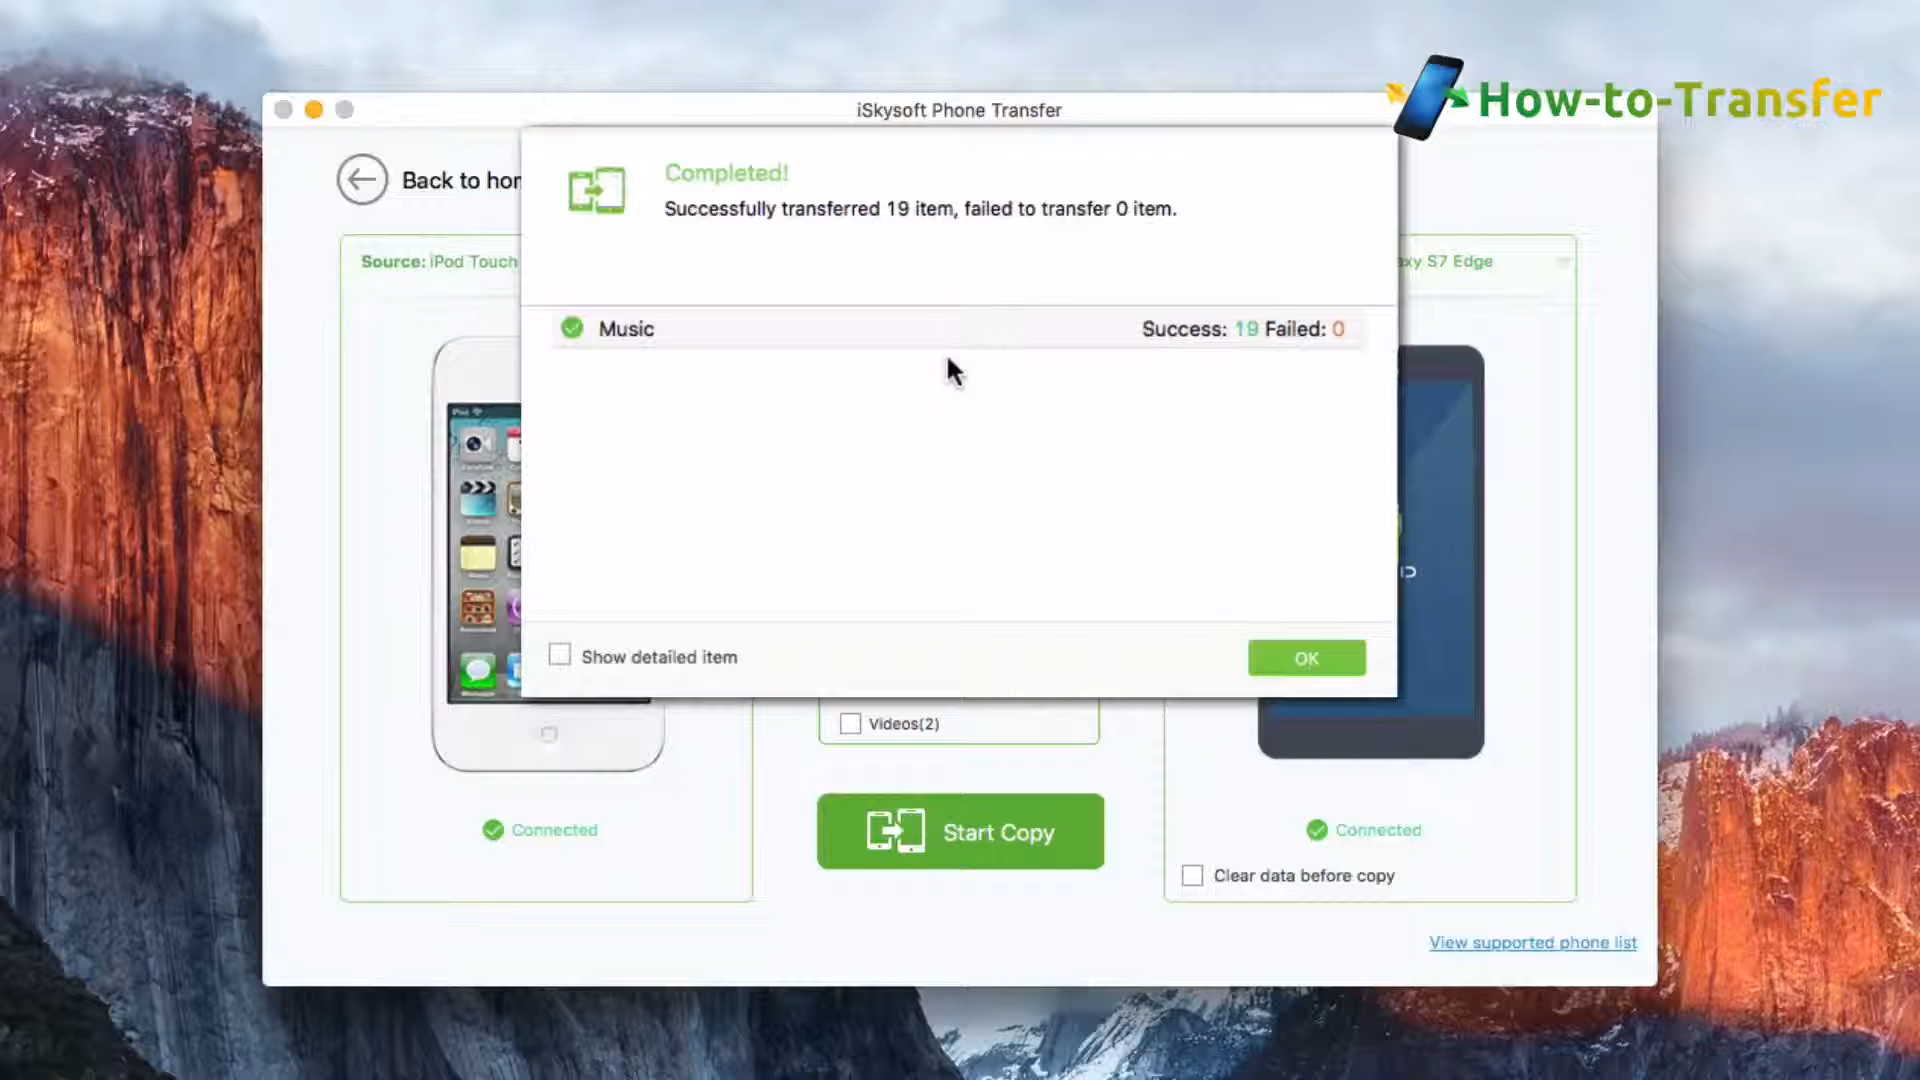 How-to-Transfer
iSkysoft Phone Transfer
Back to hor
Completed!
Successfully transferred 19 item, failed to transfer 0 item.
Source: iPod Touch
axy S7 Edge
Music
Success: 19 Failed: 0
Show detailed item
OK
Videos(2)
Start Copy
Connected
Connected
Clear data before copy
View supported phone list